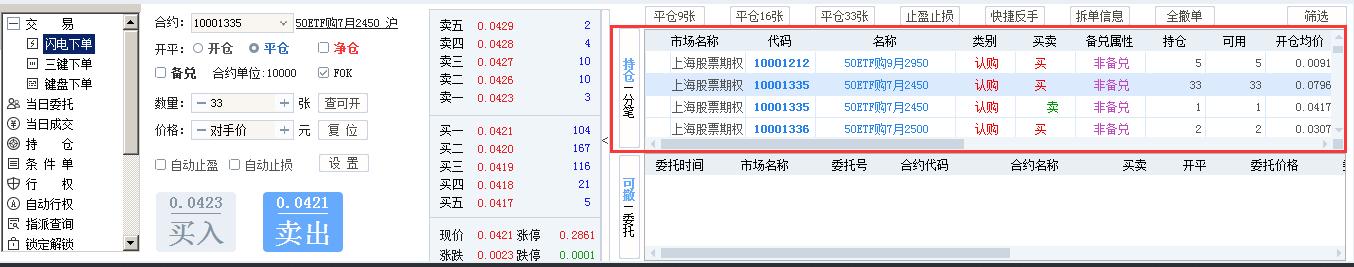 交 易
闪电下单
三键下单
键盘下单
当日委托
当日成交
持 仓
条 件 单
行 权
自动行权
指派查询
锁定解锁
合约: 10001335 50ETF购7月2450 沪
开平: 开仓 平仓 净仓
备兑 合约单位:10000 FOK
数量: 33 张 查可开
价格: 对手价 元 复 位
自动止盈 自动止损 设 置
0.0423 买入
0.0421 卖出
卖五 0.0429 2
卖四 0.0428 4
卖三 0.0427 10
卖二 0.0426 10
卖一 0.0423 3
买一 0.0421 104
买二 0.0420 167
买三 0.0419 116
买四 0.0418 21
买五 0.0417 5
现价 0.0421 涨停 0.2861
涨跌 0.0023 跌停 0.0001
<
平仓9张 平仓16张 平仓33张 止盈止损 快捷反手 拆单信息 全撤单 筛选
持仓|分笔
市场名称 代码 名称 类别 买卖 备兑属性 持仓 可用 开仓均价
上海股票期权 10001212 50ETF购9月2950 认购 买 非备兑 5 5 0.0091
上海股票期权 10001335 50ETF购7月2450 认购 买 非备兑 33 33 0.0796
上海股票期权 10001335 50ETF购7月2450 认购 卖 非备兑 1 1 0.0417
上海股票期权 10001336 50ETF购7月2500 认购 买 非备兑 2 2 0.0307
可撤|委托
委托时间 市场名称 委托号 合约代码 合约名称 买卖 开平 委托价格